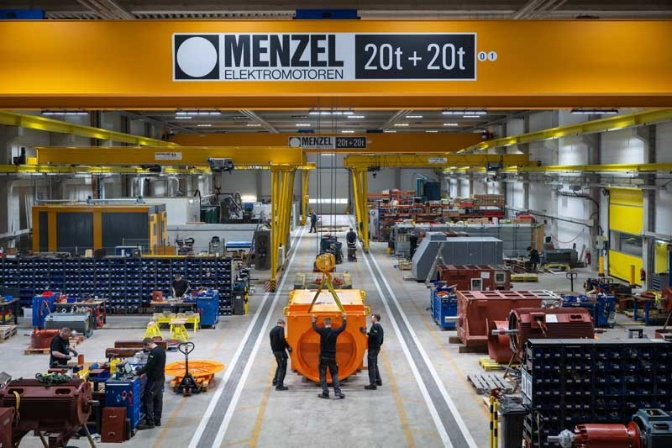 MENZEL
ELEKTROMOTOREN
20t + 20t
01
MENZEL 20t+20t